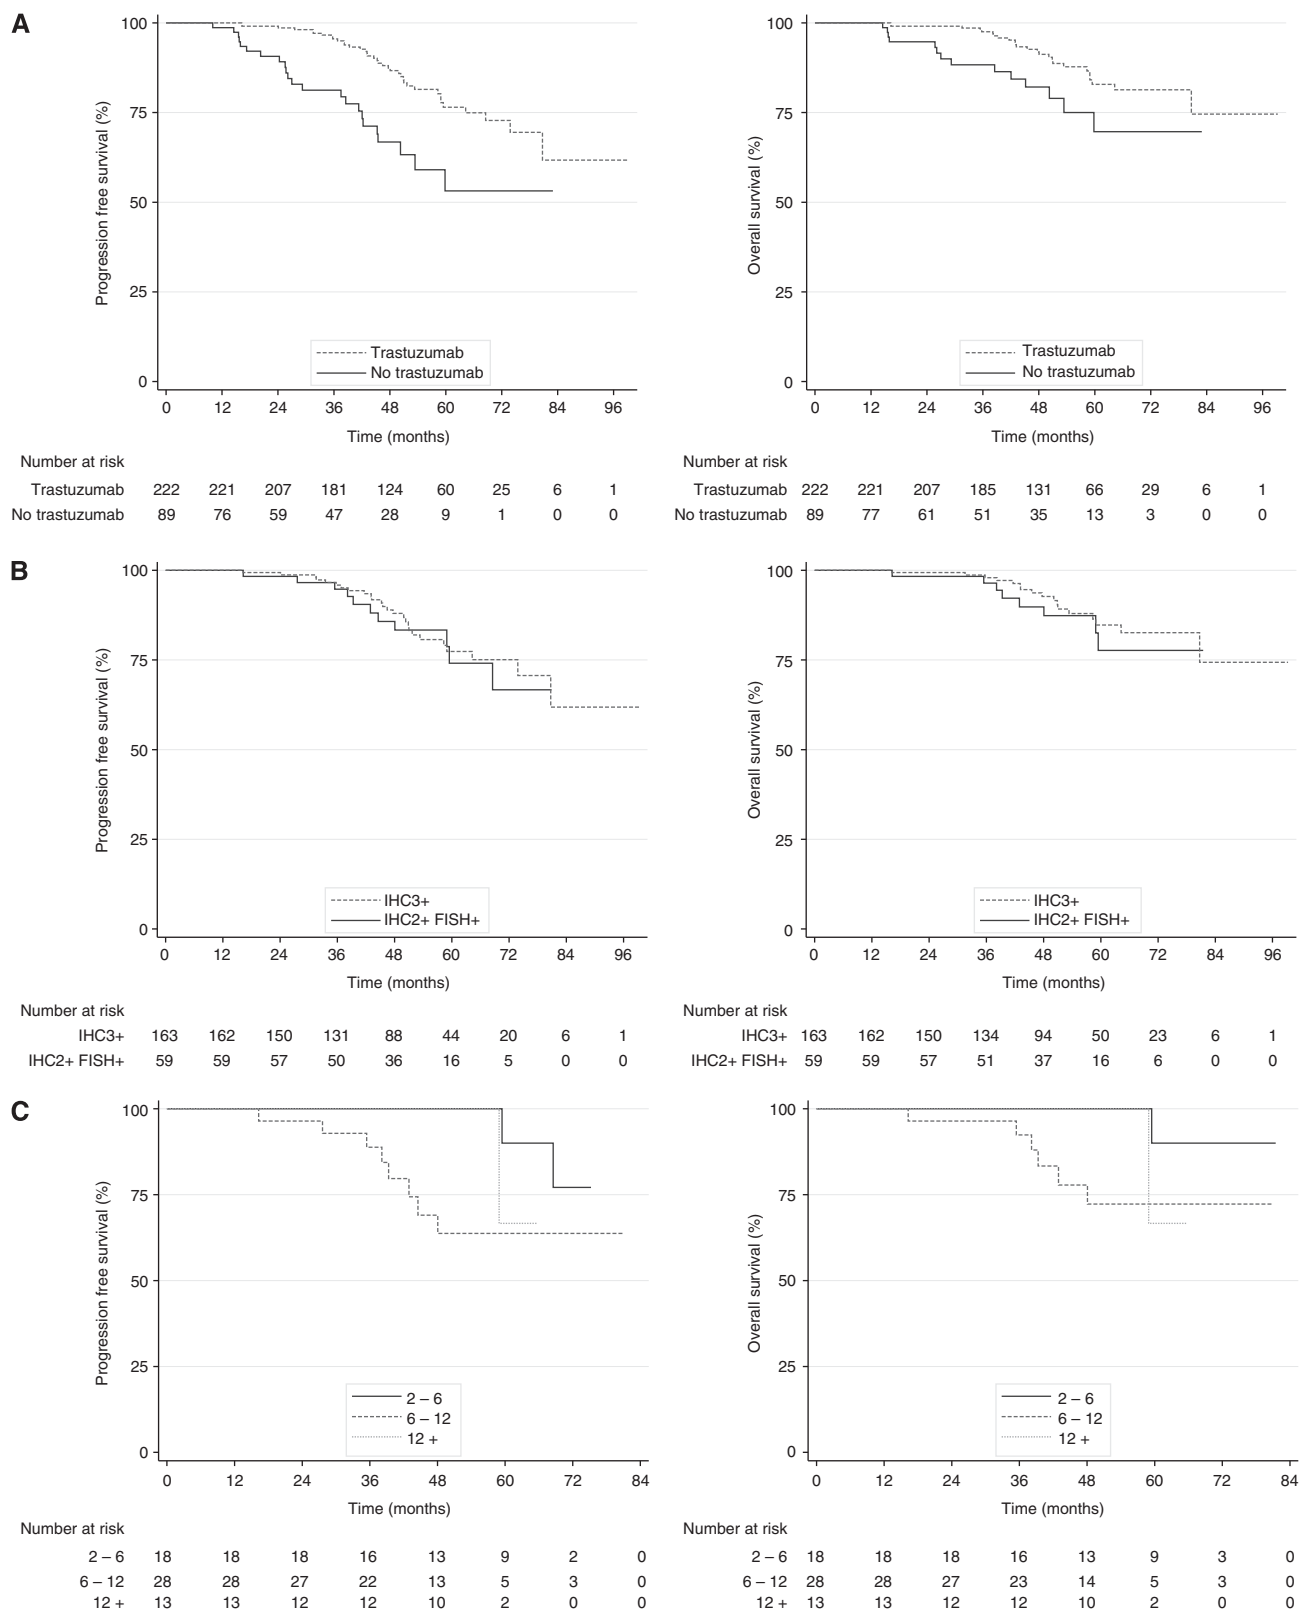 A
100
75
50
25
0
Progression free survival (%)
Trastuzumab
No trastuzumab
0 12 24 36 48 60 72 84 96
Time (months)
Number at risk
Trastuzumab 222 221 207 181 124 60 25 6 1
No trastuzumab 89 76 59 47 28 9 1 0 0
100
75
50
25
0
Overall survival (%)
Trastuzumab
No trastuzumab
0 12 24 36 48 60 72 84 96
Time (months)
Number at risk
Trastuzumab 222 221 207 185 131 66 29 6 1
No trastuzumab 89 77 61 51 35 13 3 0 0
B
100
75
50
25
0
Progression free survival (%)
IHC3+
IHC2+ FISH+
0 12 24 36 48 60 72 84 96
Time (months)
Number at risk
IHC3+ 163 162 150 131 88 44 20 6 1
IHC2+ FISH+ 59 59 57 50 36 16 5 0 0
100
75
50
25
0
Overall survival (%)
IHC3+
IHC2+ FISH+
0 12 24 36 48 60 72 84 96
Time (months)
Number at risk
IHC3+ 163 162 150 134 94 50 23 6 1
IHC2+ FISH+ 59 59 57 51 37 16 6 0 0
C
100
75
50
25
0
Progression free survival (%)
2 – 6
6 – 12
12 +
0 12 24 36 48 60 72 84
Time (months)
Number at risk
2 – 6 18 18 18 16 13 9 2 0
6 – 12 28 28 27 22 13 5 3 0
12 + 13 13 12 12 10 2 0 0
100
75
50
25
0
Overall survival (%)
2 – 6
6 – 12
12 +
0 12 24 36 48 60 72 84
Time (months)
Number at risk
2 – 6 18 18 18 16 13 9 3 0
6 – 12 28 28 27 23 14 5 3 0
12 + 13 13 12 12 10 2 0 0